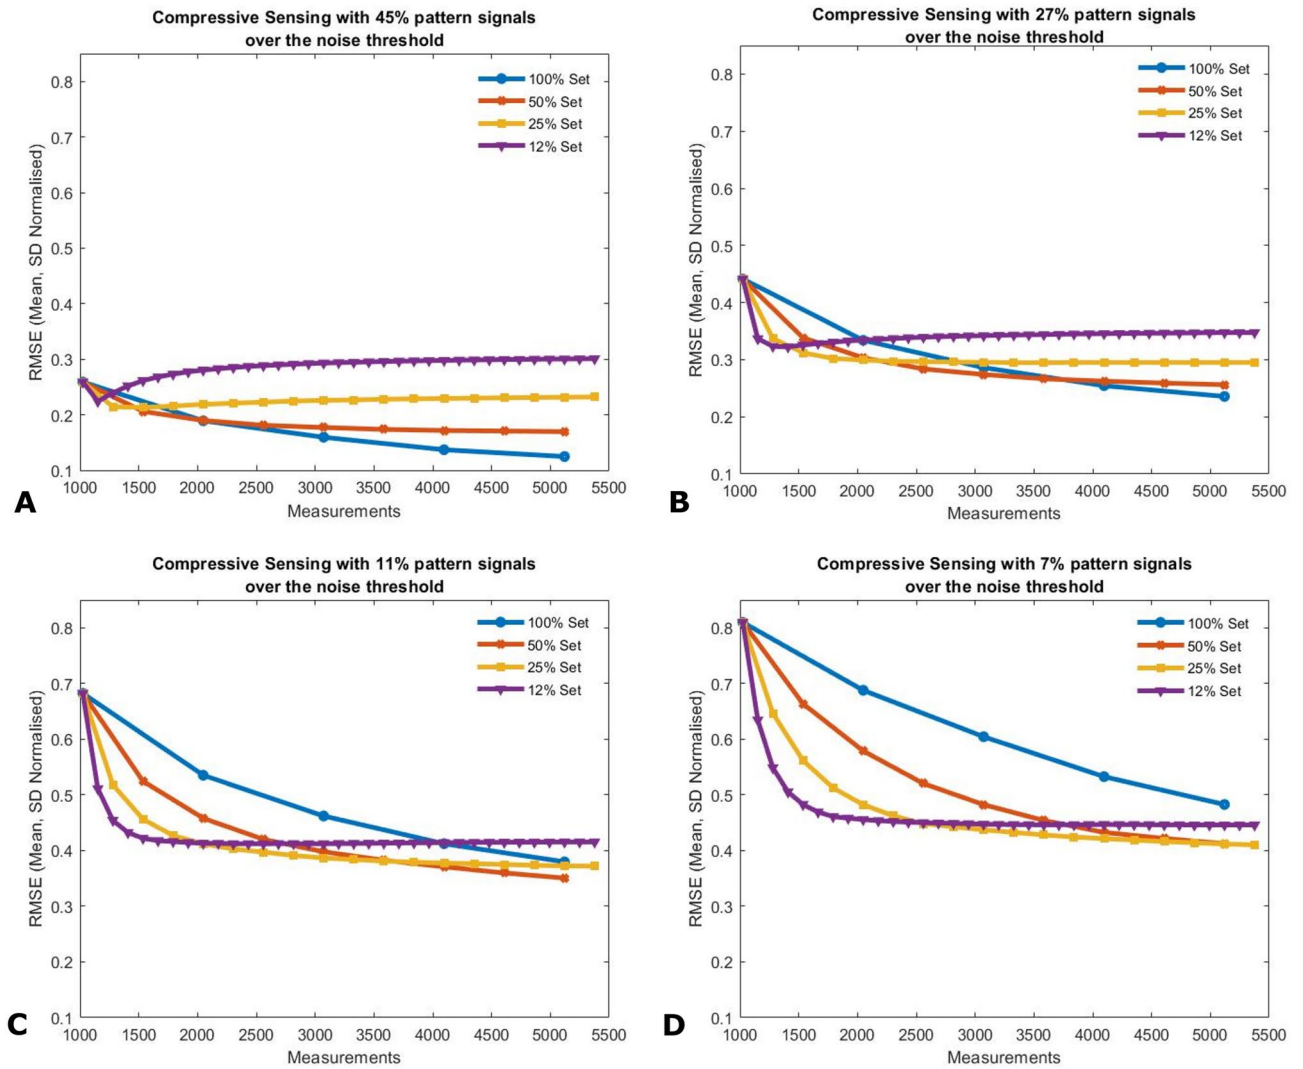 Compressive Sensing with 45% pattern signals
over the noise threshold
0.8
0.7
0.6
0.5
0.4
0.3
0.2
0.1
RMSE (Mean, SD Normalised)
100% Set
50% Set
25% Set
12% Set
1000 1500 2000 2500 3000 3500 4000 4500 5000 5500
Measurements
A
Compressive Sensing with 27% pattern signals
over the noise threshold
0.8
0.7
0.6
0.5
0.4
0.3
0.2
0.1
RMSE (Mean, SD Normalised)
100% Set
50% Set
25% Set
12% Set
1000 1500 2000 2500 3000 3500 4000 4500 5000 5500
Measurements
B
Compressive Sensing with 11% pattern signals
over the noise threshold
0.8
0.7
0.6
0.5
0.4
0.3
0.2
0.1
RMSE (Mean, SD Normalised)
100% Set
50% Set
25% Set
12% Set
1000 1500 2000 2500 3000 3500 4000 4500 5000 5500
Measurements
C
Compressive Sensing with 7% pattern signals
over the noise threshold
0.8
0.7
0.6
0.5
0.4
0.3
0.2
0.1
RMSE (Mean, SD Normalised)
100% Set
50% Set
25% Set
12% Set
1000 1500 2000 2500 3000 3500 4000 4500 5000 5500
Measurements
D